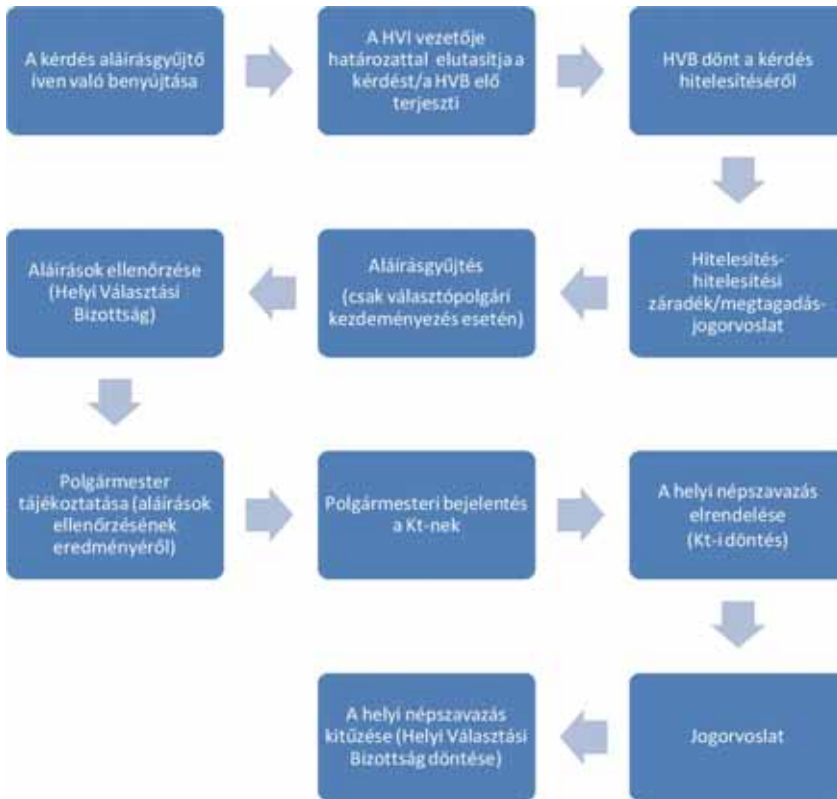 A kérdés aláírásgyűjtő
íven való benyújtása
A HVI vezetője
határozattal elutasítja a
kérdést/a HVB elő
terjeszti
HVB dönt a kérdés
hitelesítéséről
Hitelesítés-
hitelesítési
záradék/megtagadás-
jogorvoslat
Aláírásgyűjtés
(csak választópolgári
kezdeményezés esetén)
Aláírások ellenőrzése
(Helyi Választási
Bizottság)
Polgármester
tájékoztatása (aláírások
ellenőrzésének
eredményéről)
Polgármesteri bejelentés
a Kt-nek
A helyi népszavazás
elrendelése
(Kt-i döntés)
Jogorvoslat
A helyi népszavazás
kitűzése (Helyi Választási
Bizottság döntése)